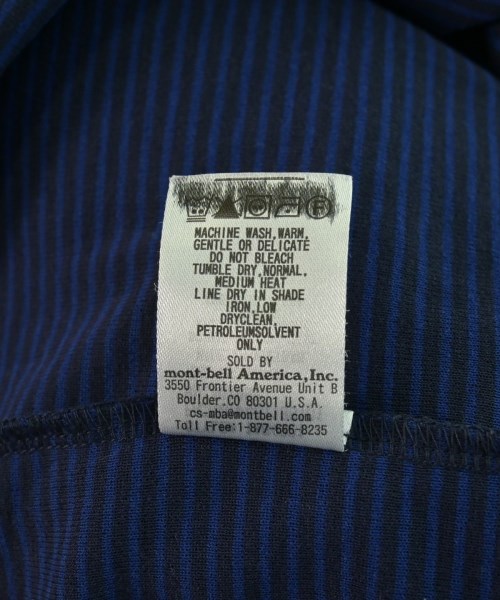 MACHINE WASH,WARM,
GENTLE OR DELICATE
DO NOT BLEACH
TUMBLE DRY,NORMAL,
MEDIUM HEAT
LINE DRY IN SHADE
IRON,LOW
DRYCLEAN,
PETROLEUMSOLVENT
ONLY
SOLD BY
mont-bell America,Inc.
3550 Frontier Avenue Unit B
Boulder.CO 80301 U.S.A.
cs-mba@montbell.com
Toll Free:1-877-666-8235